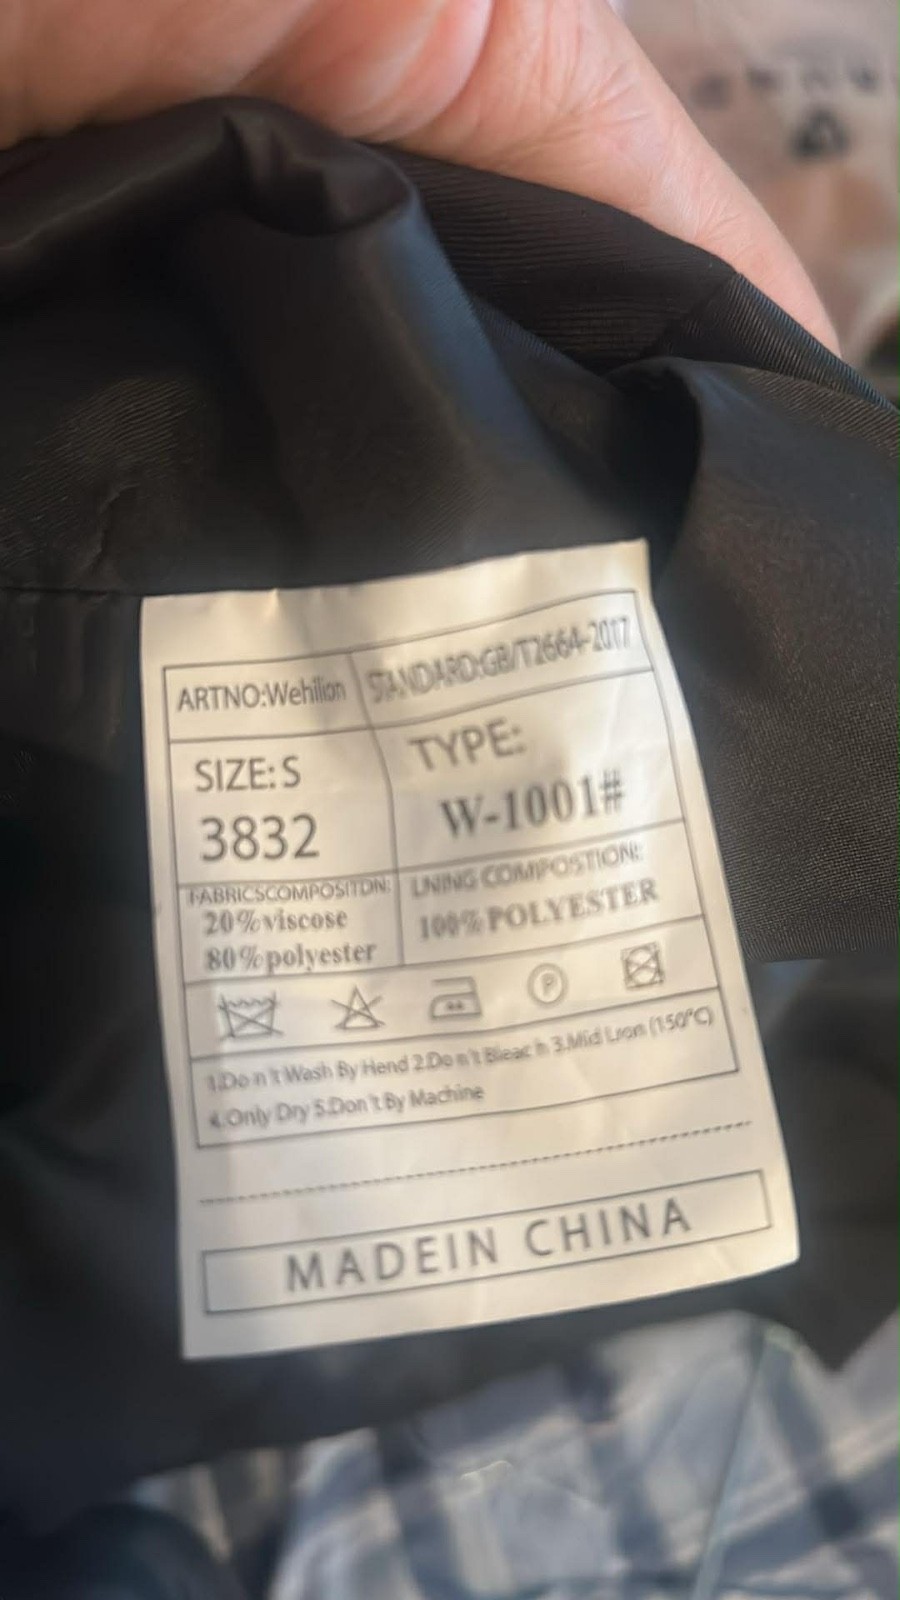 ARTNO:Wehilion
STANDARD:GB/T2664-2017
SIZE: S
3832
TYPE:
W-1001#
FABRICSCOMPOSITDN:
20%viscose
80%polyester
LNING COMPOSTION:
100%POLYESTER
P
1.Do n't Wash By Hend 2.Do n't Bleac h 3.Mid Lron (150°C)
4.Only Dry 5.Don't By Machine
MADEIN CHINA